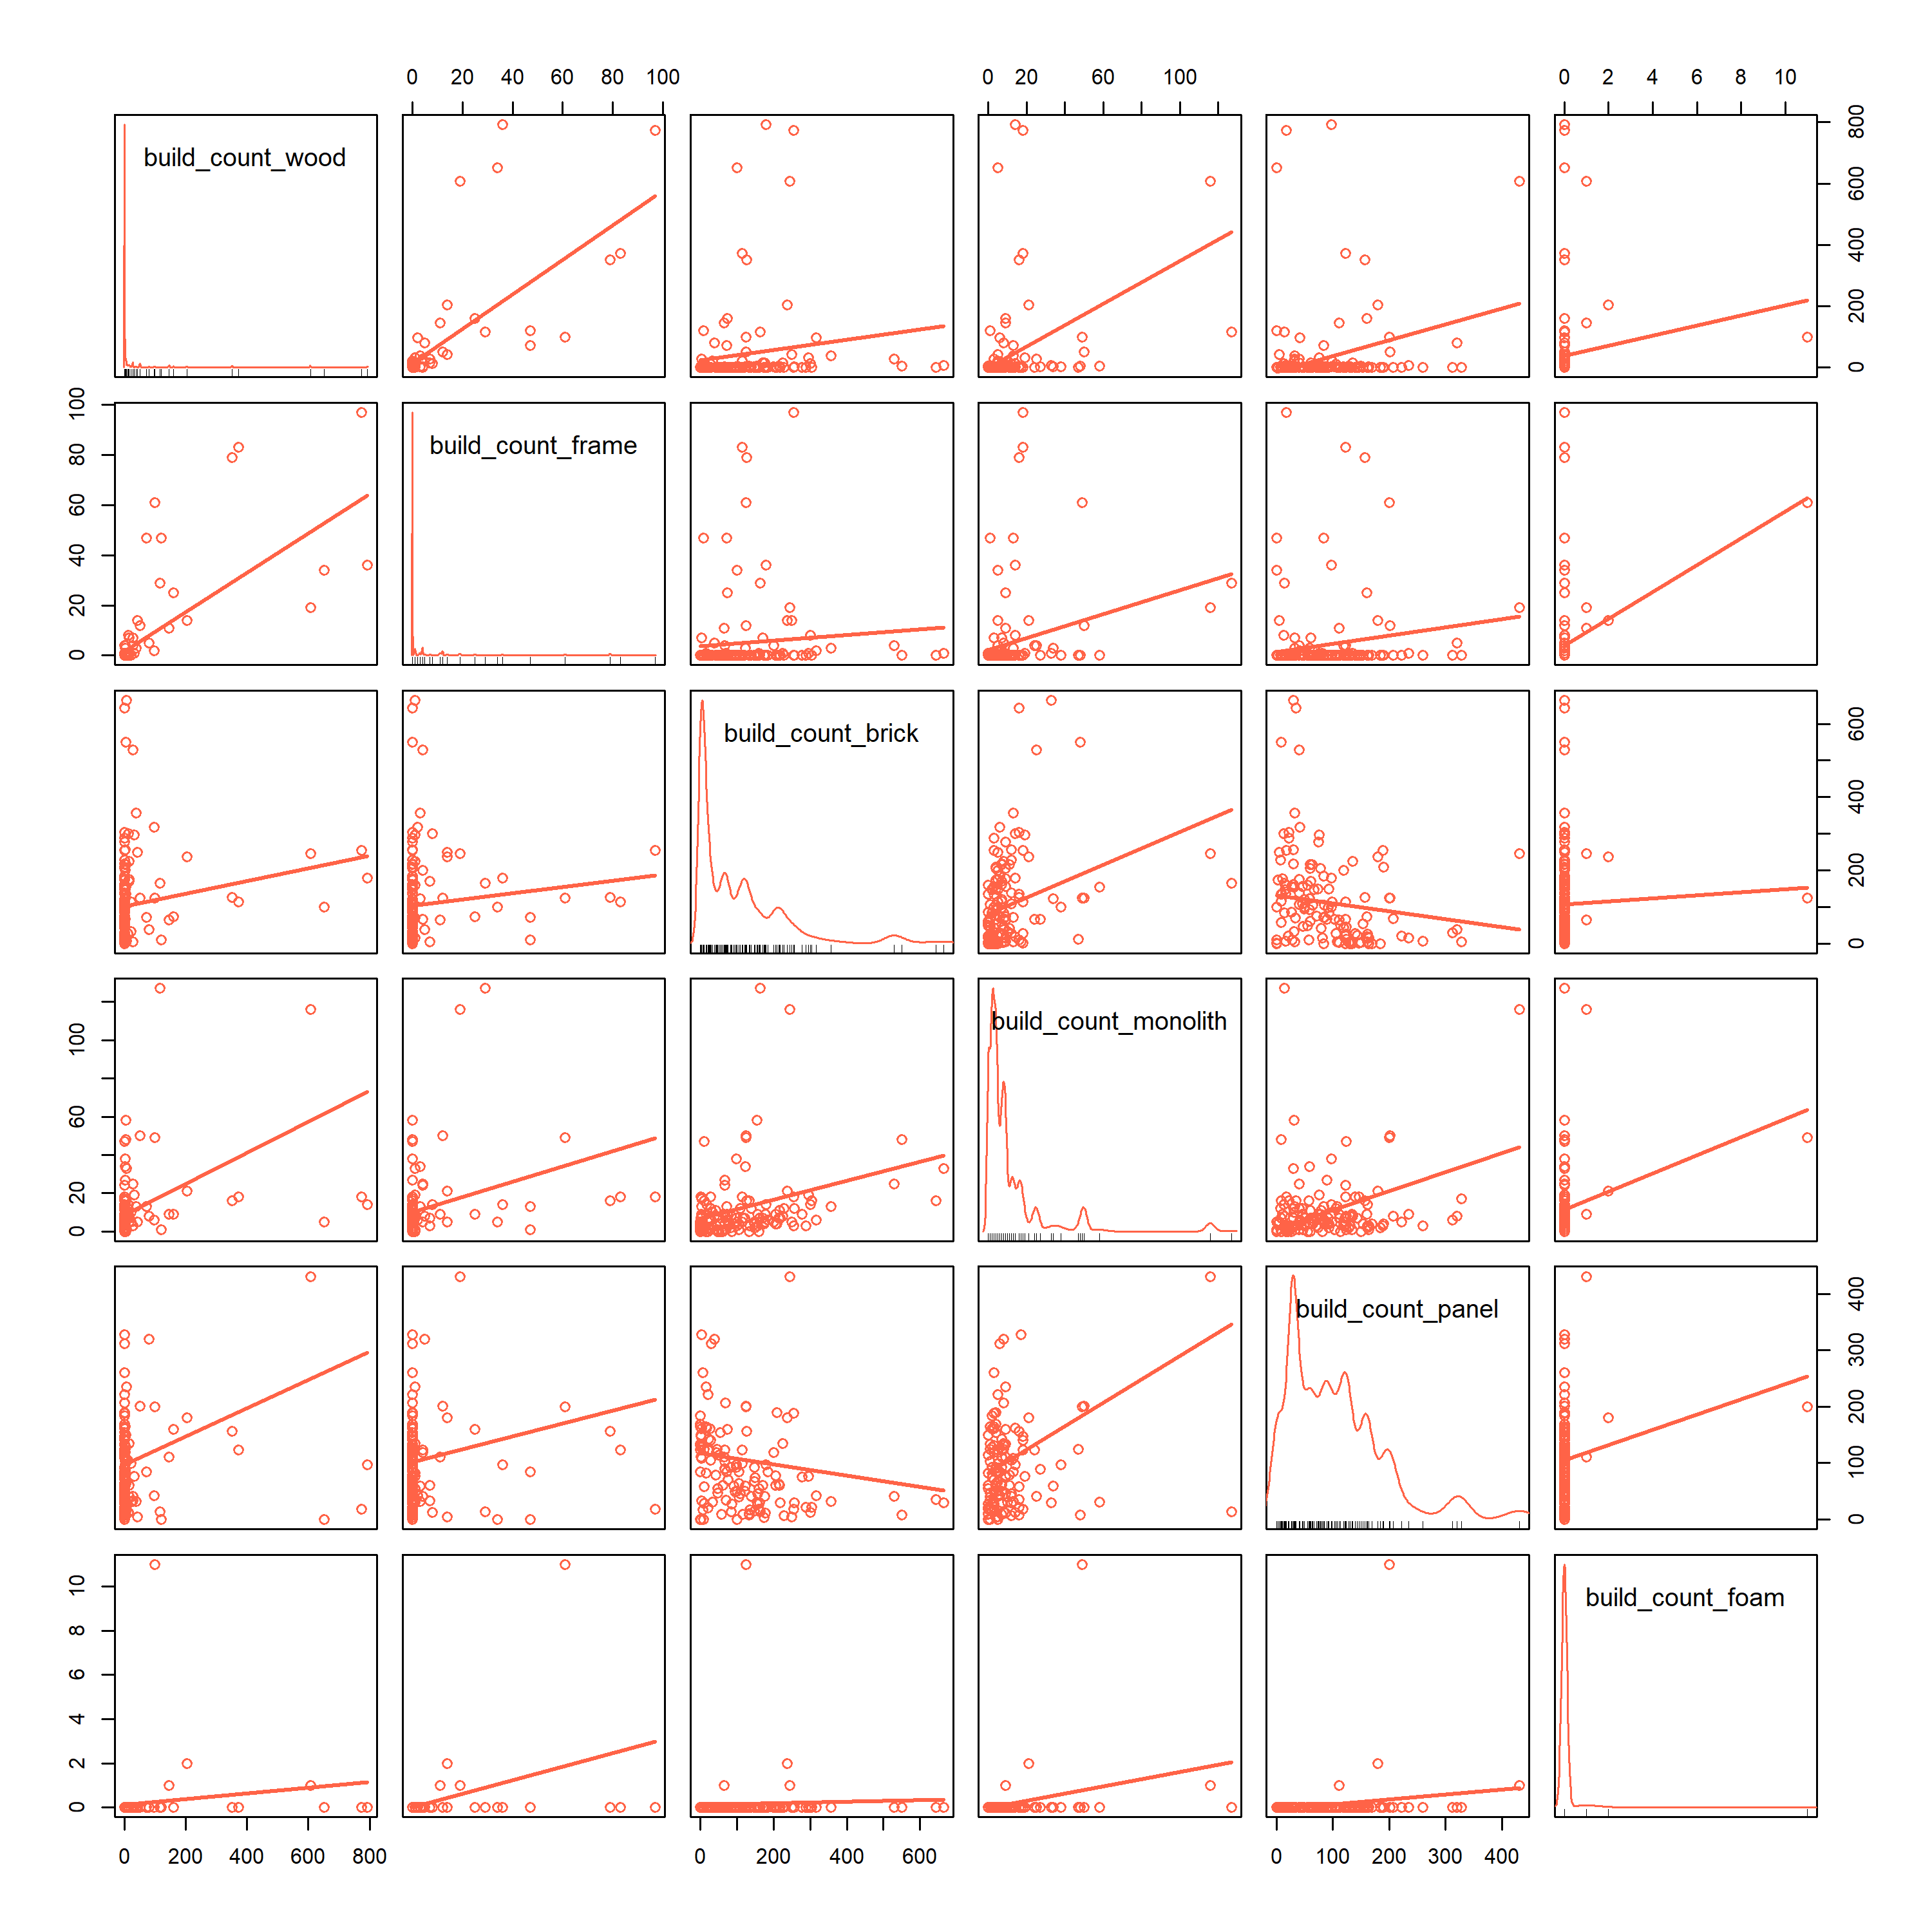 0 20 40 60 80 100 0 20 60 100 0 2 4 6 8 10
build_count_wood
0 200 400 600 800
0 20 40 60 80 100
build_count_frame
build_count_brick
0 200 400 600
0 20 60 100
build_count_monolith
build_count_panel
0 100 200 300 400
0 2 4 6 8 10
build_count_foam
0 200 400 600 800 0 200 400 600 0 100 200 300 400